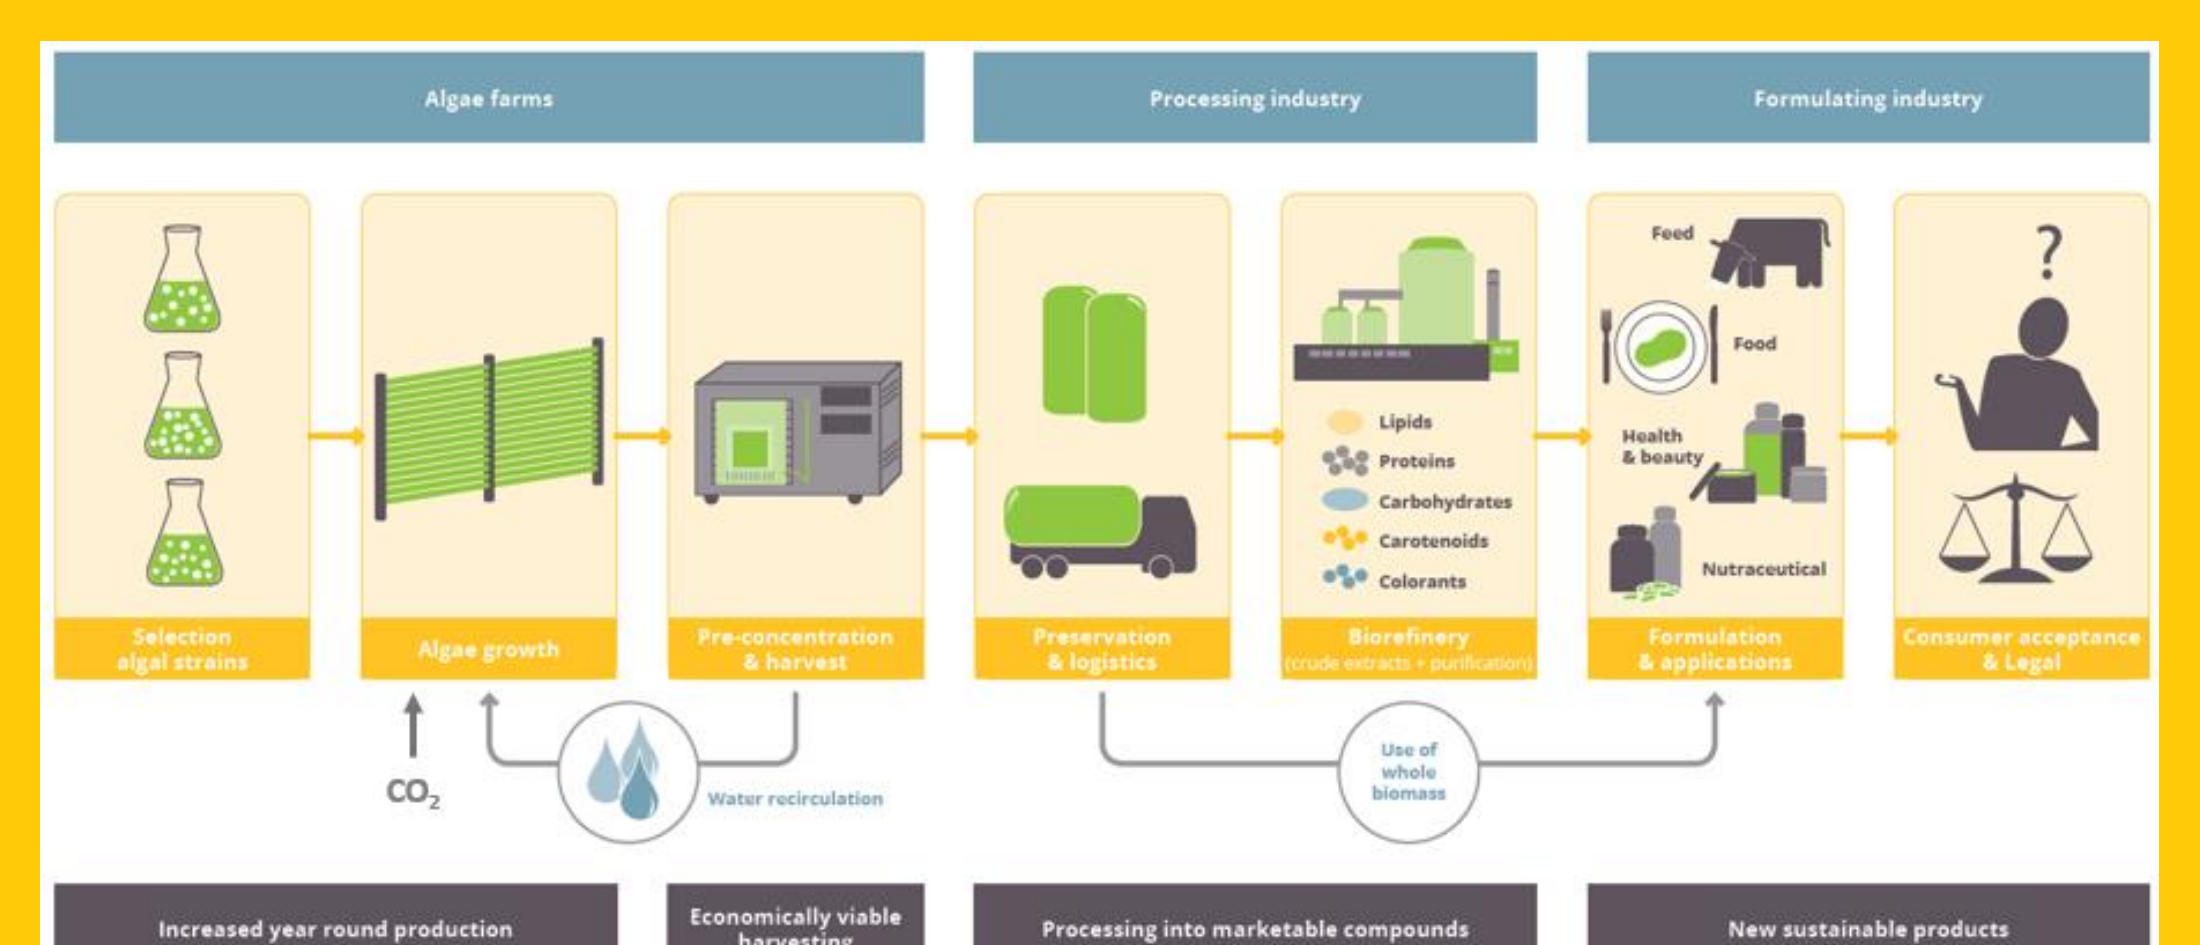 Algae farms
Processing industry
Formulating industry
Selection
algal strains
Algae growth
Pre-concentration
& harvest
Preservation
& logistics
Lipids
Proteins
Carbohydrates
Carotenoids
Colorants
Biorefinery
(crude extracts + purification)
Feed
Food
Health
& beauty
Nutraceutical
Formulation
& applications
?
Consumer acceptance
& Legal
CO₂
Water recirculation
Use of
whole
biomass
Increased year round production
Economically viable
harvesting
Processing into marketable compounds
New sustainable products